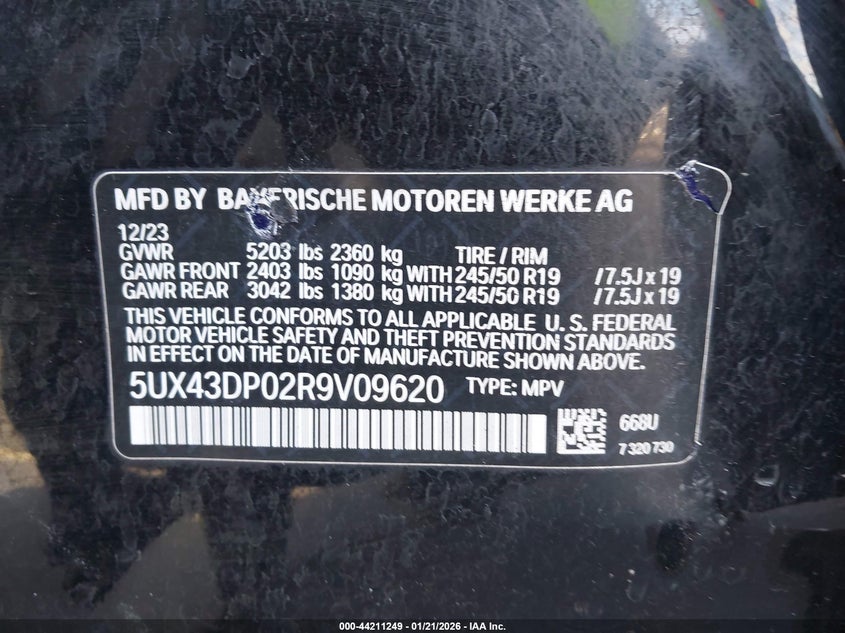 MFD BY BAYERISCHE MOTOREN WERKE AG
12/23
GVWR 5203 lbs 2360 kg TIRE / RIM
GAWR FRONT 2403 lbs 1090 kg WITH 245/50 R19 /7.5J x 19
GAWR REAR 3042 lbs 1380 kg WITH 245/50 R19 /7.5J x 19
THIS VEHICLE CONFORMS TO ALL APPLICABLE U. S. FEDERAL
MOTOR VEHICLE SAFETY AND THEFT PREVENTION STANDARDS
IN EFFECT ON THE DATE OF MANUFACTURE SHOWN ABOVE.
5UX43DP02R9V09620 TYPE: MPV
668U
7 320 730
000-44211249 - 01/21/2026 - IAA Inc.